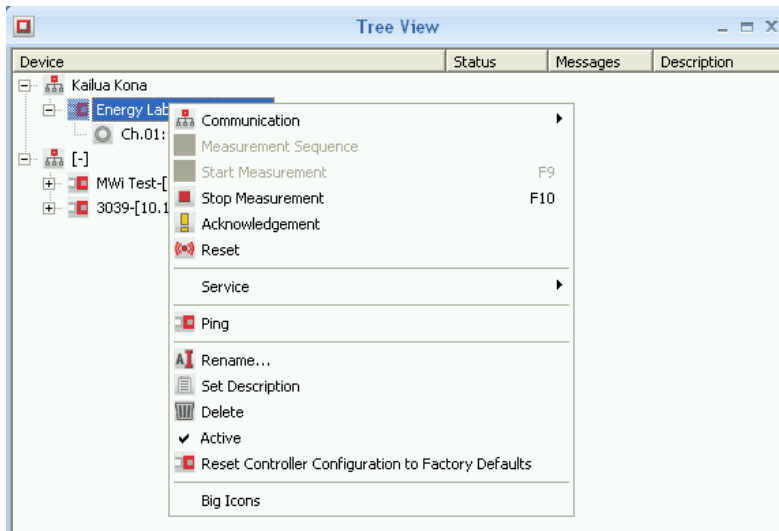 Tree View
Device Status Messages Description
Kailua Kona
Energy Lab
Ch.01:
[-]
MWi Test-[
3039-[10.1
Communication
Measurement Sequence
Start Measurement F9
Stop Measurement F10
Acknowledgement
Reset
Service
Ping
Rename...
Set Description
Delete
Active
Reset Controller Configuration to Factory Defaults
Big Icons